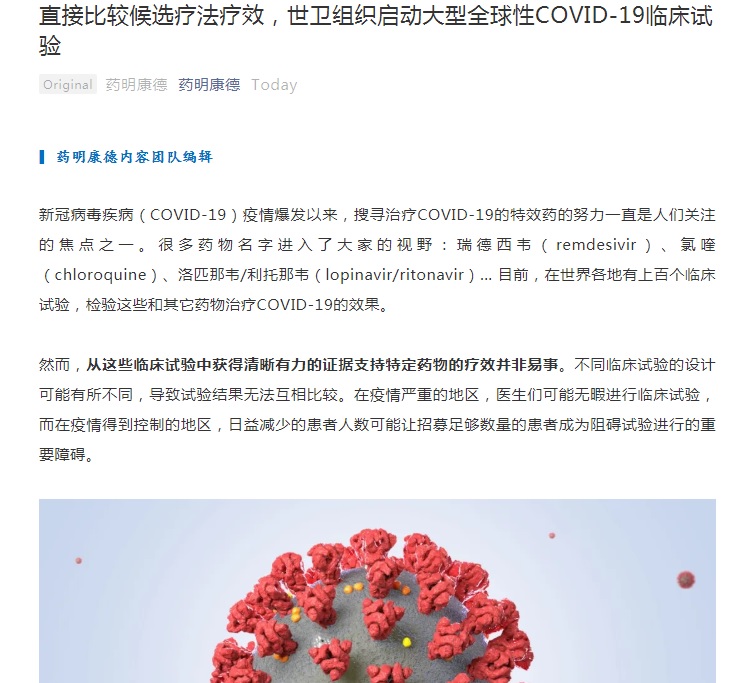 直接比较候选疗法疗效，世卫组织启动大型全球性COVID-19临床试
验
Original 药明康德 药明康德 Today
药明康德内容团队编辑
新冠病毒疾病（COVID-19）疫情爆发以来，搜寻治疗COVID-19的特效药的努力一直是人们关注
的焦点之一。很多药物名字进入了大家的视野：瑞德西韦（remdesivir）、氯喹
（chloroquine）、洛匹那韦/利托那韦（lopinavir/ritonavir）... 目前，在世界各地有上百个临床
试验，检验这些和其它药物治疗COVID-19的效果。
然而，从这些临床试验中获得清晰有力的证据支持特定药物的疗效并非易事。不同临床试验的设计
可能有所不同，导致试验结果无法互相比较。在疫情严重的地区，医生们可能无暇进行临床试验，
而在疫情得到控制的地区，日益减少的患者人数可能让招募足够数量的患者成为阻碍试验进行的重
要障碍。